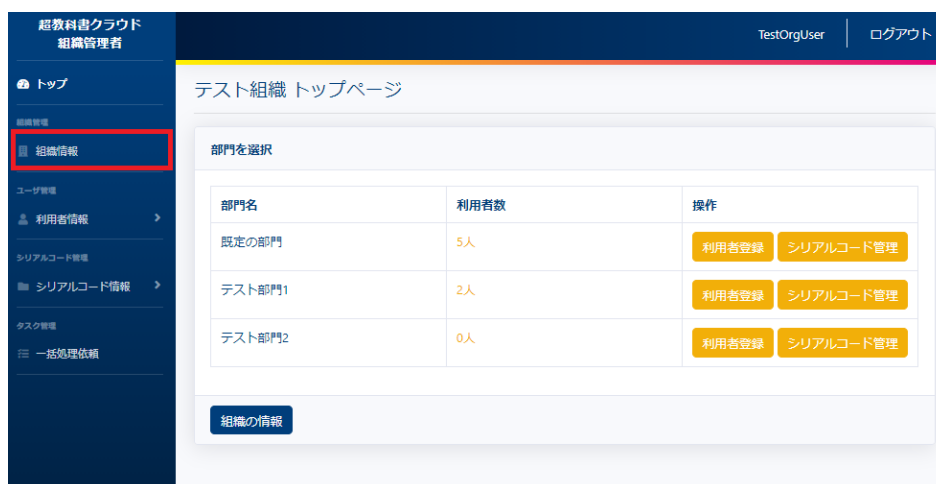 超教科書クラウド
組織管理者
TestOrgUser
ログアウト
トップ
組織管理
組織情報
ユーザ管理
利用者情報
シリアルコード管理
シリアルコード情報
タスク管理
一括処理依頼
テスト組織 トップページ
部門を選択
部門名 利用者数 操作
既定の部門 5人 利用者登録 シリアルコード管理
テスト部門1 2人 利用者登録 シリアルコード管理
テスト部門2 0人 利用者登録 シリアルコード管理
組織の情報